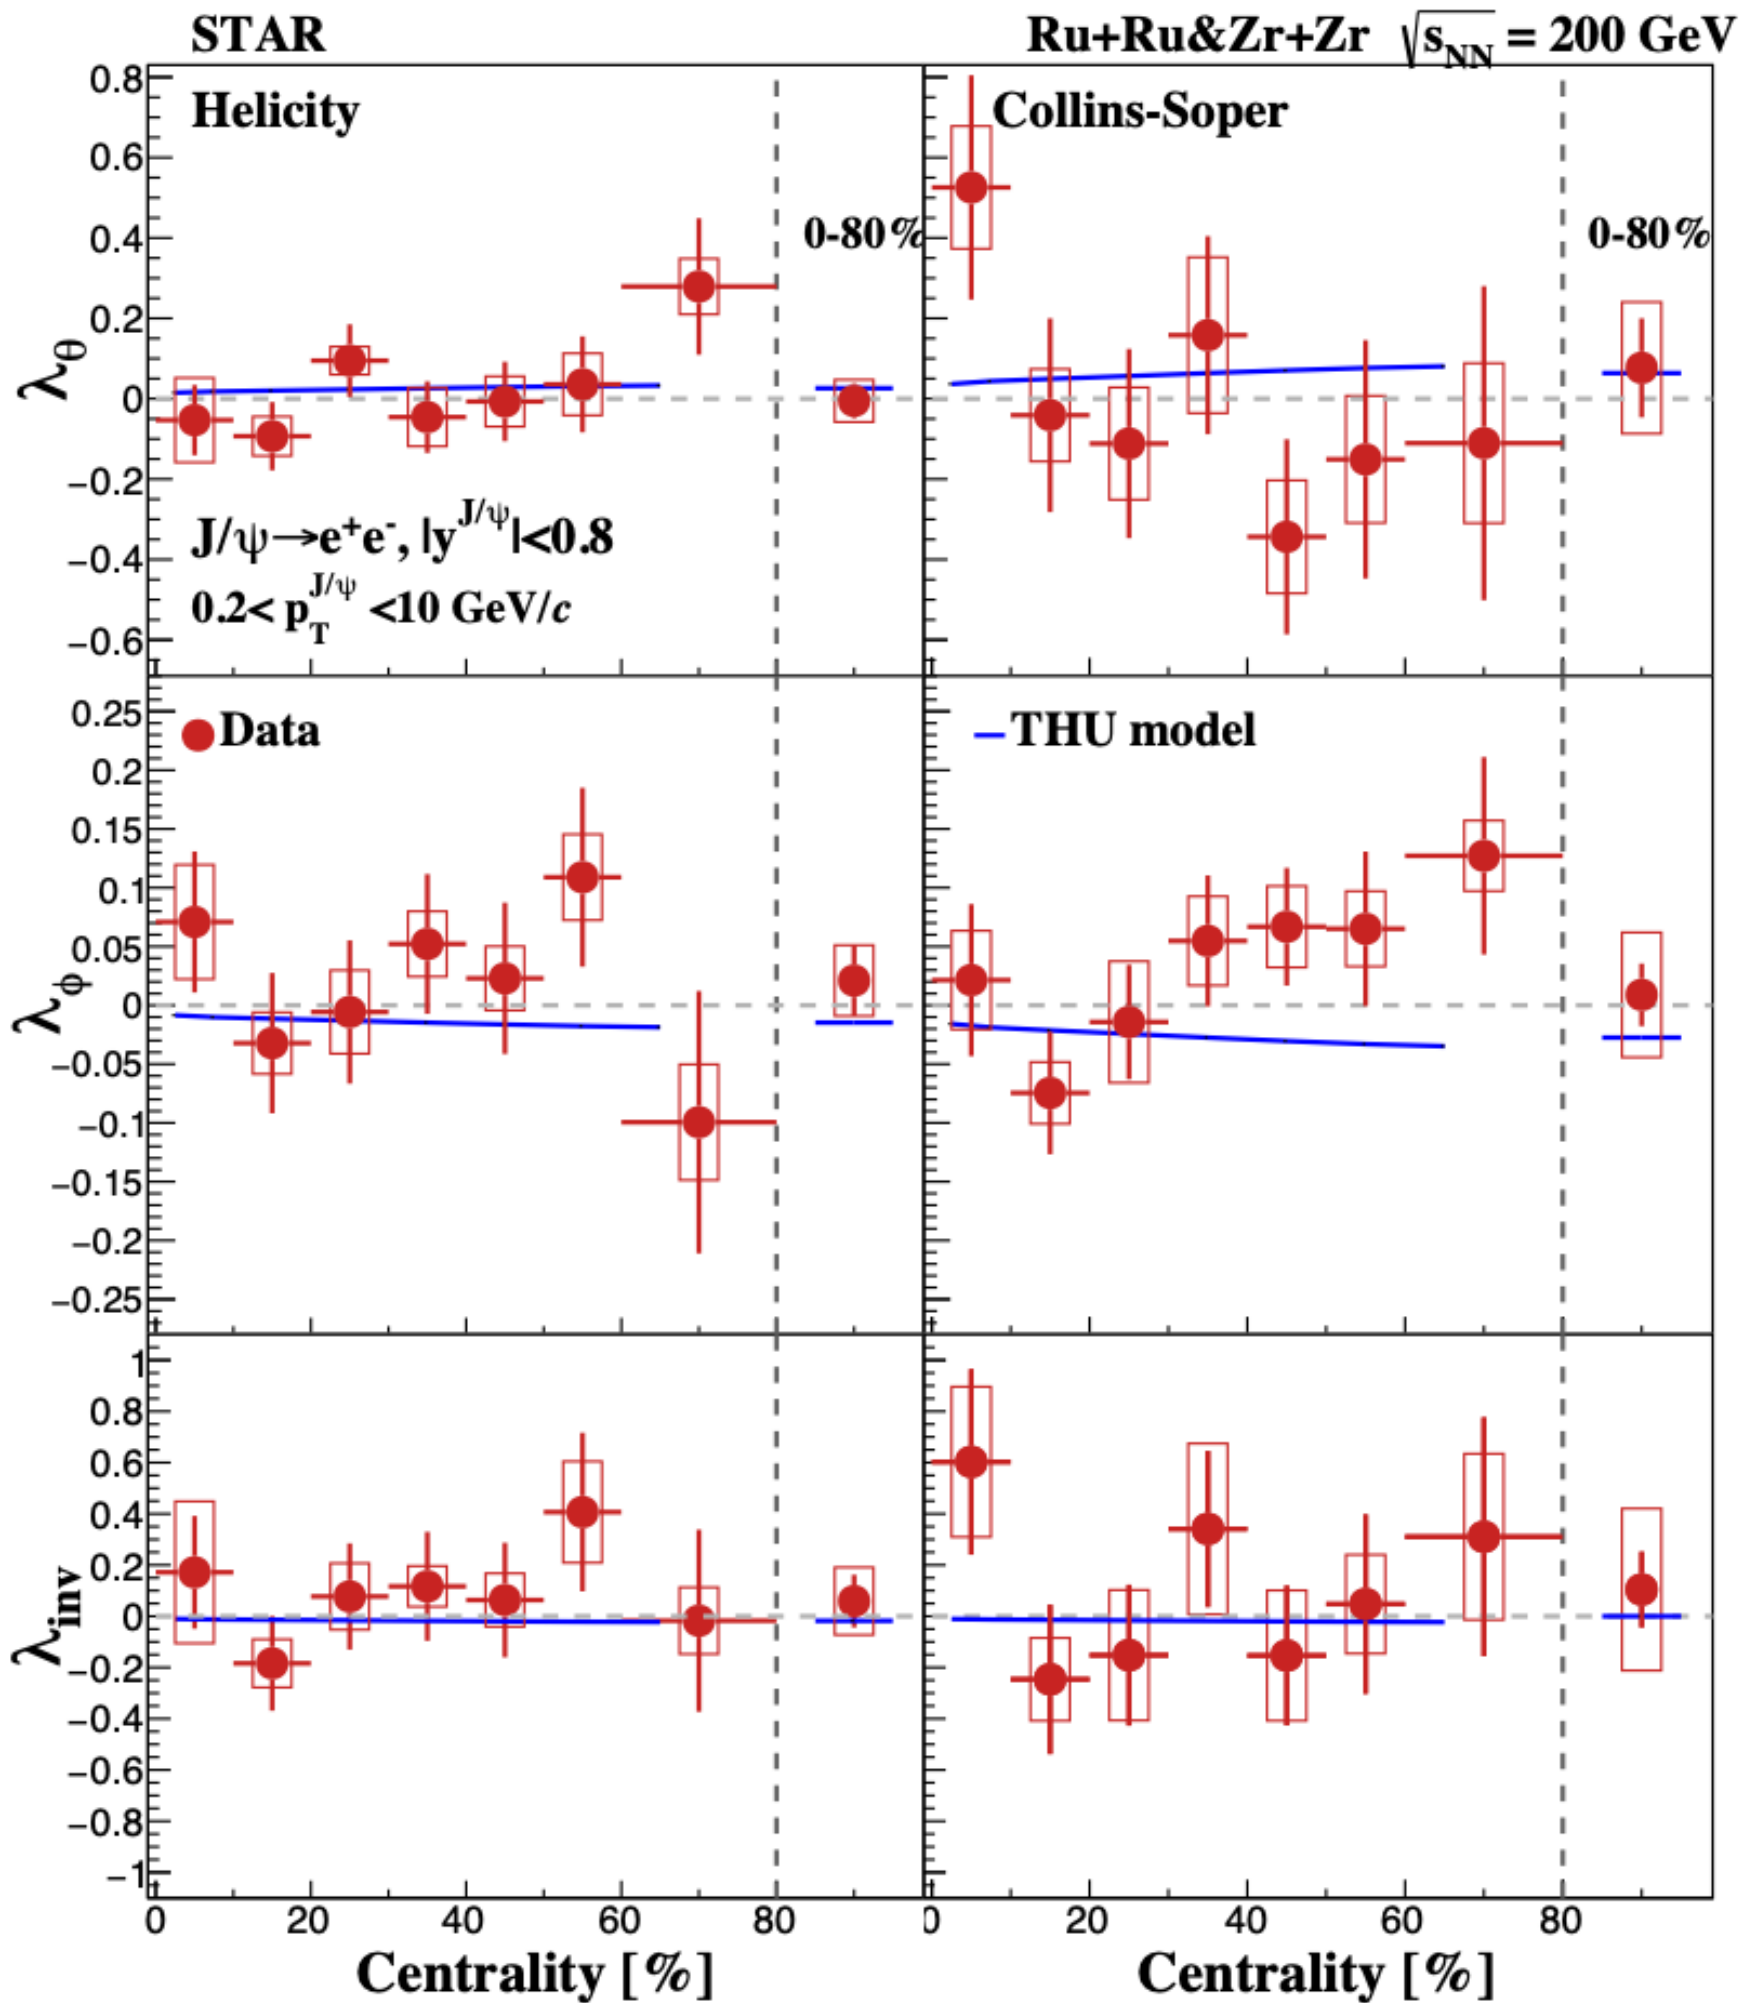 STAR
Ru+Ru&Zr+Zr √sNN = 200 GeV
Helicity
Collins-Soper
0.8
0.6
0.4
0.2
0
−0.2
−0.4
−0.6
λθ
0-80%
0-80%
J/ψ→e⁺e⁻, |y^J/ψ|<0.8
0.2< p_T^J/ψ <10 GeV/c
Data
THU model
0.25
0.2
0.15
0.1
0.05
0
−0.05
−0.1
−0.15
−0.2
−0.25
λϕ
1
0.8
0.6
0.4
0.2
0
−0.2
−0.4
−0.6
−0.8
−1
λinv
0 20 40 60 80
0 20 40 60 80
Centrality [%]
Centrality [%]